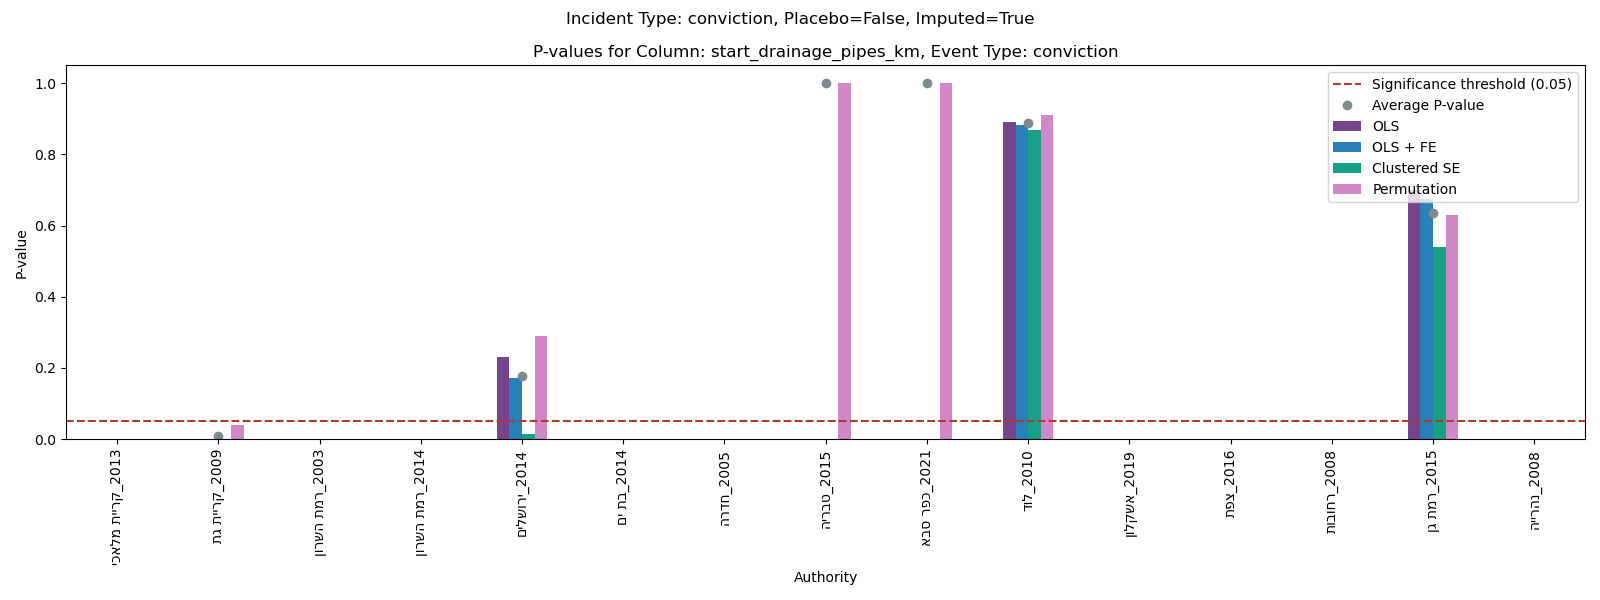 Incident Type: conviction, Placebo=False, Imputed=True
P-values for Column: start_drainage_pipes_km, Event Type: conviction
P-value
1.0
0.8
0.6
0.4
0.2
0.0
Significance threshold (0.05)
Average P-value
OLS
OLS + FE
Clustered SE
Permutation
קריית מלאכי_2013
קריית גת_2009
רמת השרון_2003
רמת השרון_2014
ירושלים_2014
בת ים_2014
חדרה_2005
טבריה_2015
כפר סבא_2021
לוד_2010
אשקלון_2019
צפת_2016
רחובות_2008
רמת גן_2015
נהרייה_2008
Authority